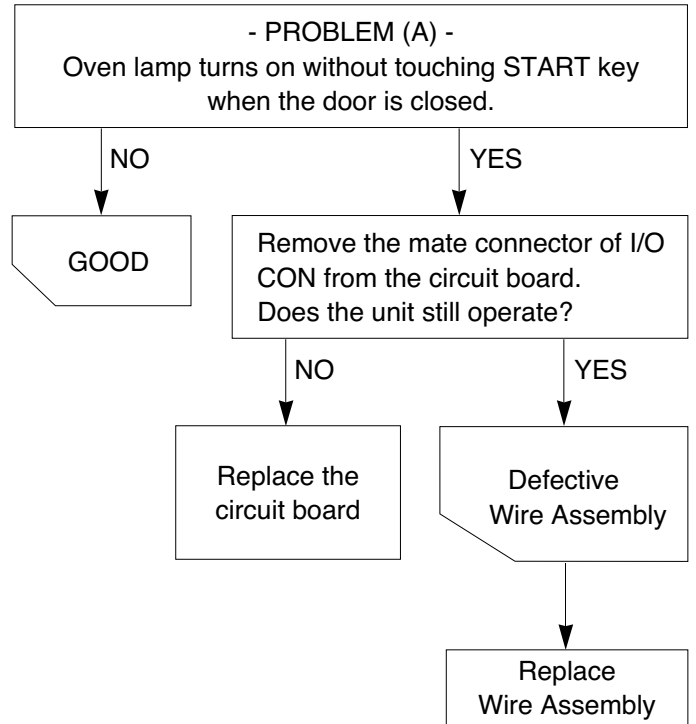 - PROBLEM (A) -
Oven lamp turns on without touching START key
when the door is closed.
NO
YES
GOOD
Remove the mate connector of I/O
CON from the circuit board.
Does the unit still operate?
NO
YES
Replace the
circuit board
Defective
Wire Assembly
Replace
Wire Assembly